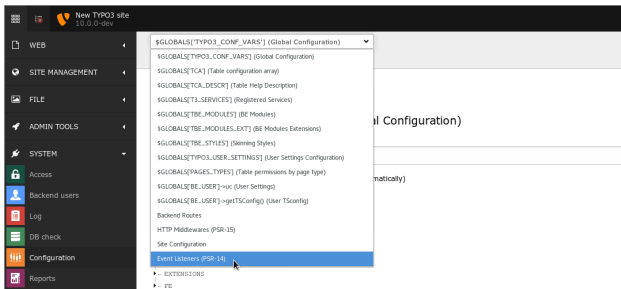 New TYPO3 site
10.0.0-dev
WEB
SITE MANAGEMENT
FILE
ADMIN TOOLS
SYSTEM
Access
Backend users
Log
DB check
Configuration
Reports
$GLOBALS['TYPO3_CONF_VARS'] (Global Configuration)
$GLOBALS['TYPO3_CONF_VARS'] (Global Configuration)
$GLOBALS['TCA'] (Table configuration array)
$GLOBALS['TCA_DESCR'] (Table Help Description)
$GLOBALS['T3_SERVICES'] (Registered Services)
$GLOBALS['TBE_MODULES'] (BE Modules)
$GLOBALS['TBE_MODULES_EXT'] (BE Modules Extensions)
$GLOBALS['TBE_STYLES'] (Skinning Styles)
$GLOBALS['TYPO3_USER_SETTINGS'] (User Settings Configuration)
$GLOBALS['PAGES_TYPES'] (Table permissions by page type)
$GLOBALS['BE_USER']->uc (User Settings)
$GLOBALS['BE_USER']->getTSConfig() (User TSconfig)
Backend Routes
HTTP Middlewares (PSR-15)
Site Configuration
Event Listeners (PSR-14)
al Configuration)
matically)
EXTENSIONS
FE